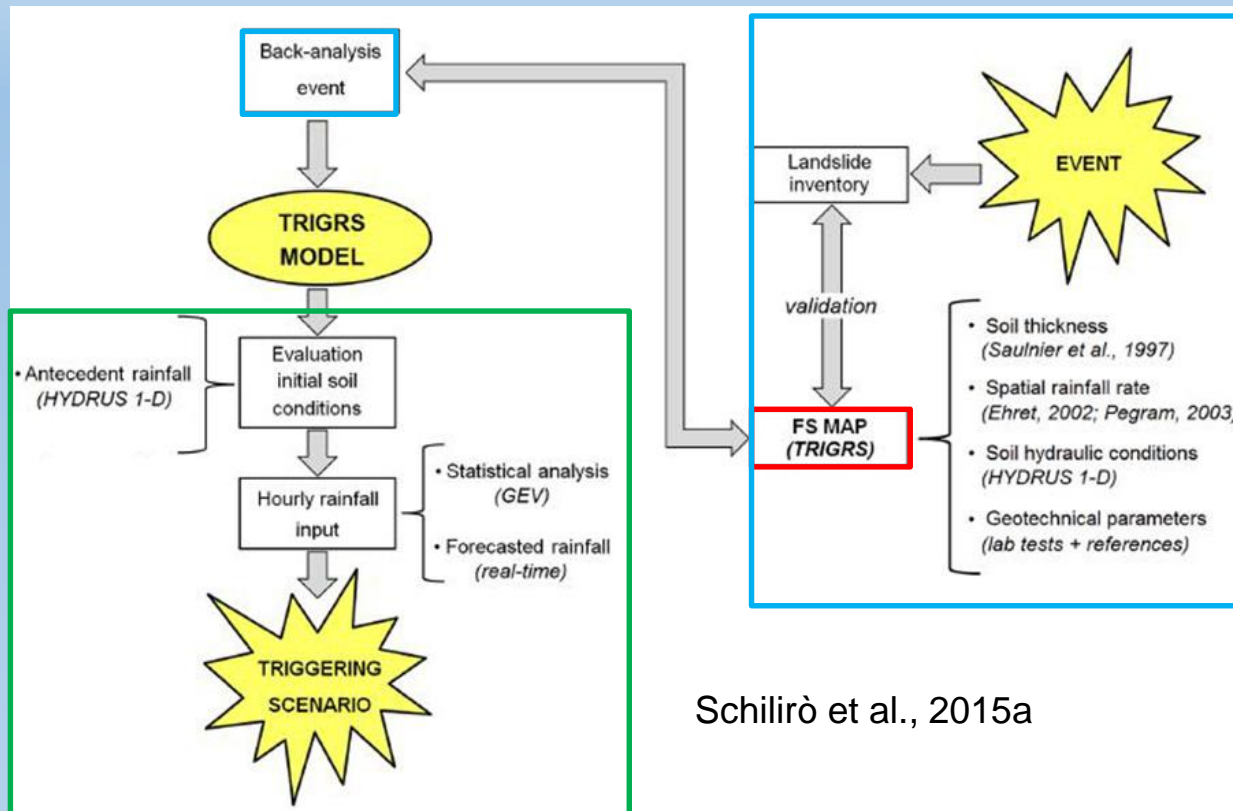 Back-analysis
event
TRIGRS
MODEL
• Antecedent rainfall
(HYDRUS 1-D)
Evaluation
initial soil
conditions
Hourly rainfall
input
• Statistical analysis
(GEV)
• Forecasted rainfall
(real-time)
TRIGGERING
SCENARIO
Landslide
inventory
EVENT
validation
FS MAP
(TRIGRS)
• Soil thickness
(Saulnier et al., 1997)
• Spatial rainfall rate
(Ehret, 2002; Pegram, 2003)
• Soil hydraulic conditions
(HYDRUS 1-D)
• Geotechnical parameters
(lab tests + references)
Schilirò et al., 2015a